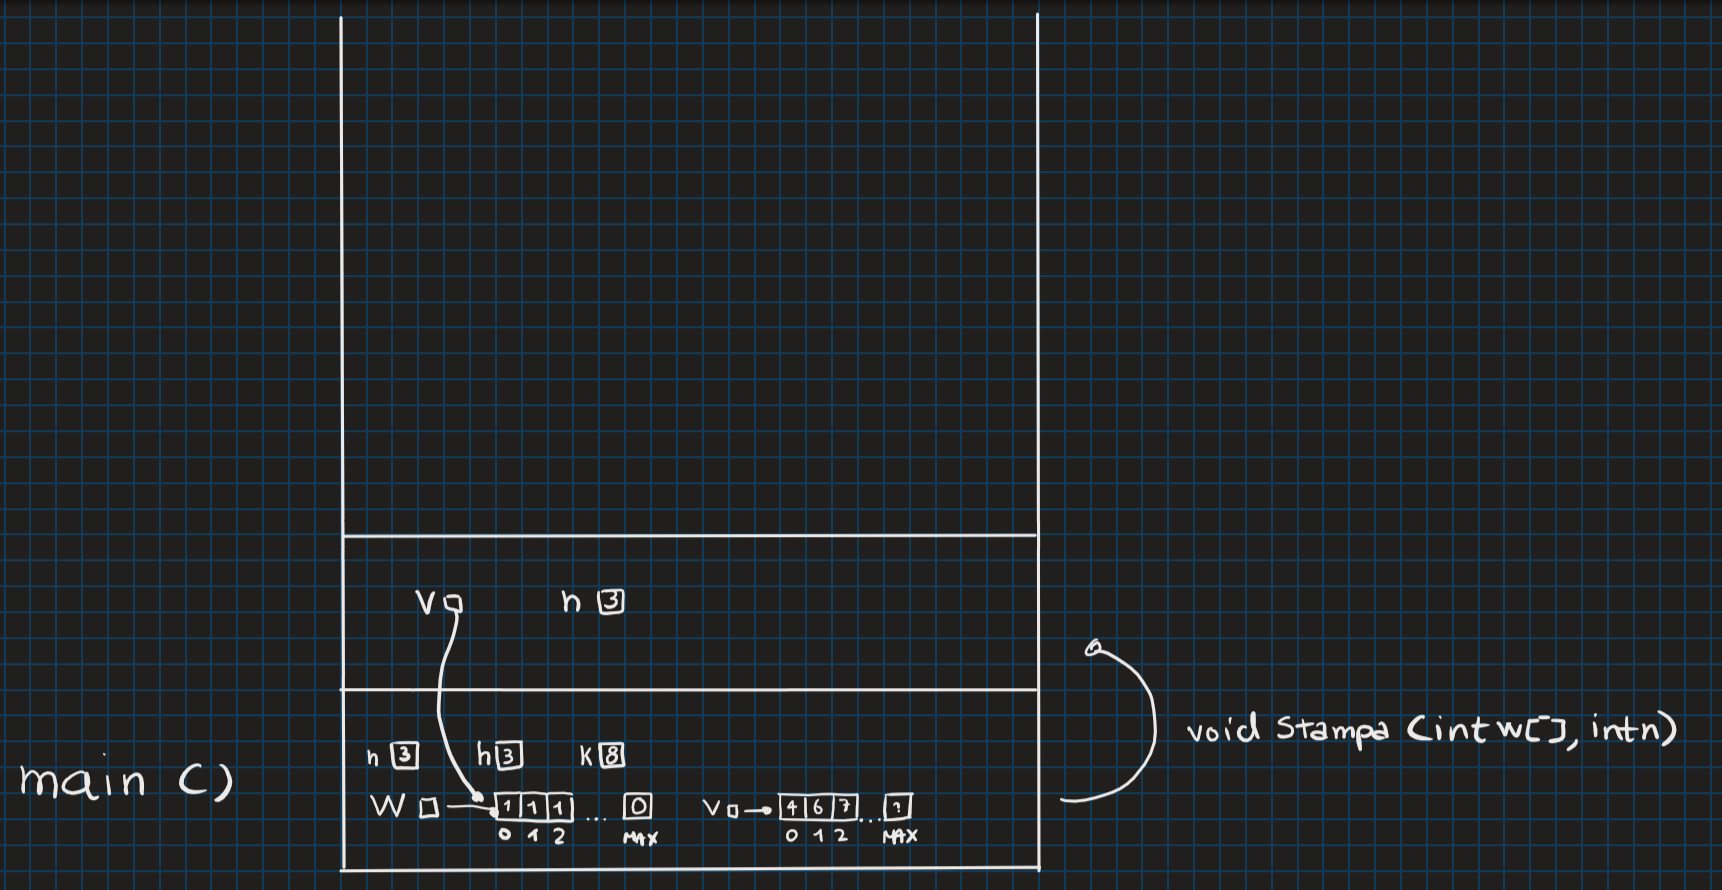 V n 3
void Stampa (int w[], int n)
n 3 h 3 k 8
main ()
W 1 1 1 ... 0 V 4 6 7 ... ?
0 1 2 MAX 0 1 2 MAX